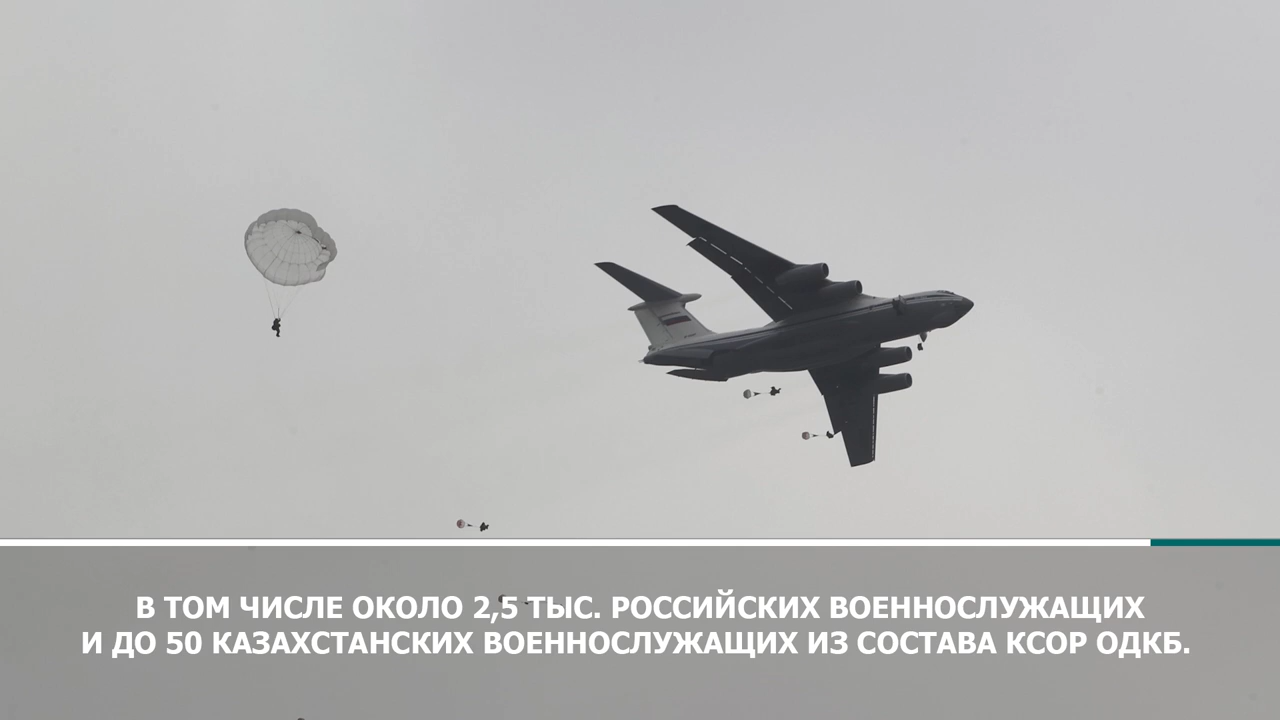 В ТОМ ЧИСЛЕ ОКОЛО 2,5 ТЫС. РОССИЙСКИХ ВОЕННОСЛУЖАЩИХ
И ДО 50 КАЗАХСТАНСКИХ ВОЕННОСЛУЖАЩИХ ИЗ СОСТАВА КСОР ОДКБ.